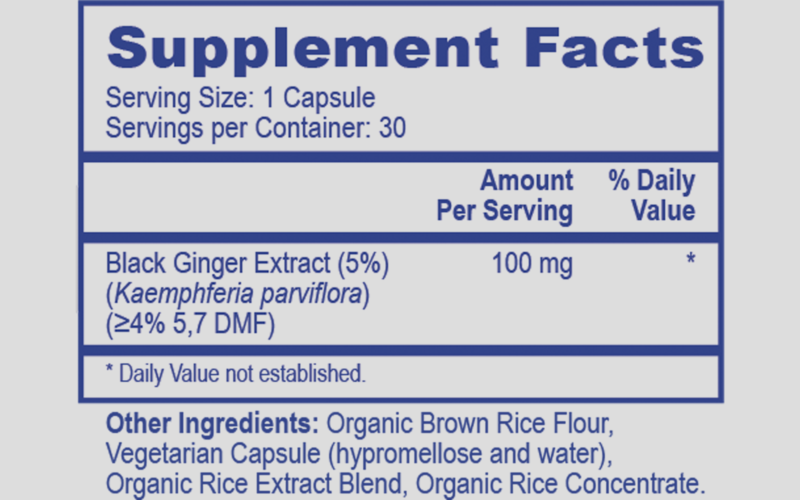 Supplement Facts
Serving Size: 1 Capsule
Servings per Container: 30
Amount Per Serving
% Daily Value
Black Ginger Extract (5%) 100 mg *
(Kaemphferia parviflora)
(≥4% 5,7 DMF)
* Daily Value not established.
Other Ingredients: Organic Brown Rice Flour,
Vegetarian Capsule (hypromellose and water),
Organic Rice Extract Blend, Organic Rice Concentrate.